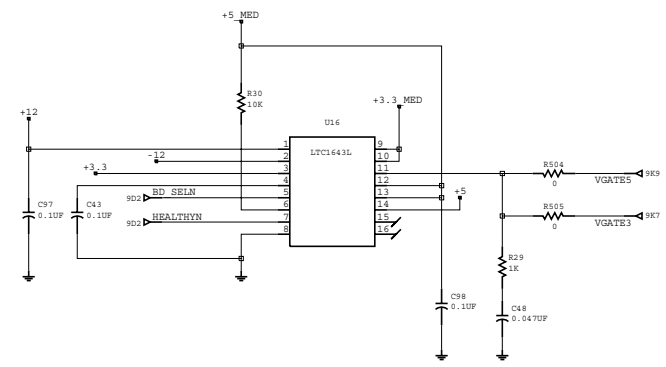 +5_MED
R30
10K
+3.3_MED
U16
+12
LTC1643L
1
9
-12
2
10
R504
+3.3
3
11
0
VGATE5
9K9
4
12
BD_SELN
5
13
+5
9D2
6
14
C97
0.1UF
C43
0.1UF
HEALTHYN
7
15
R505
9D2
8
16
0
VGATE3
9K7
R29
1K
C98
0.1UF
C48
0.047UF